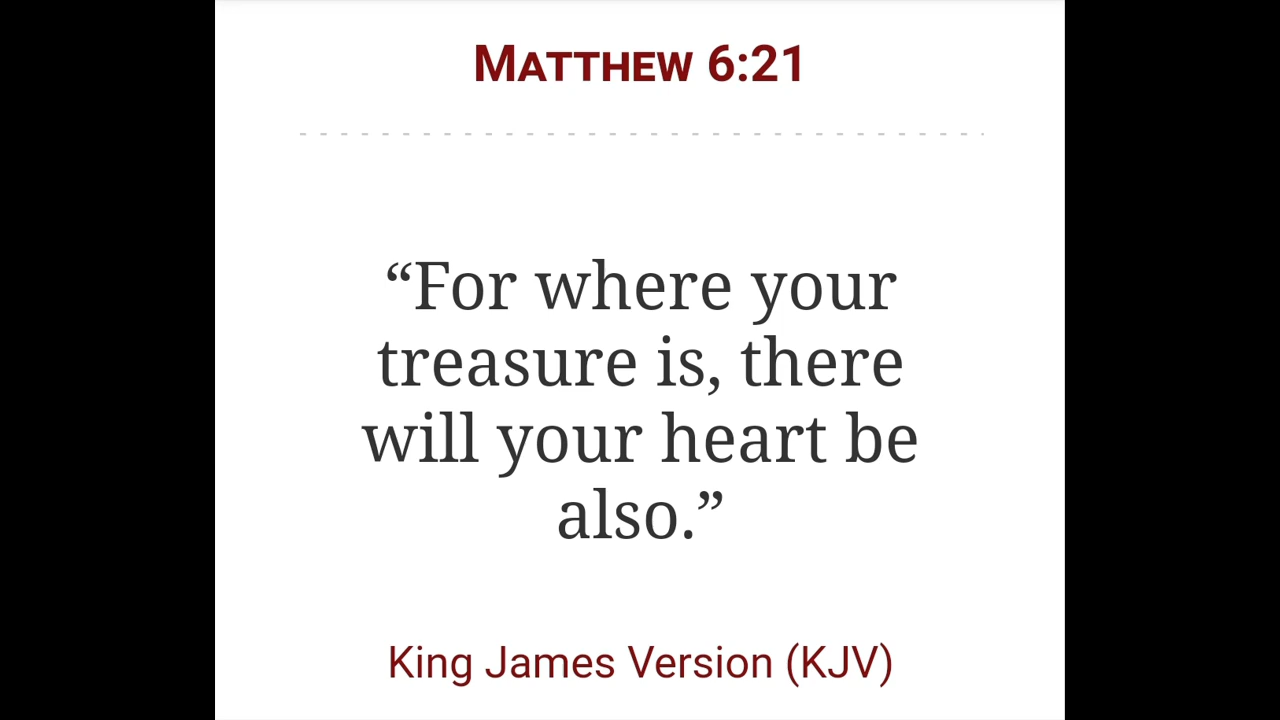 MATTHEW 6:21
“For where your
treasure is, there
will your heart be
also.”
King James Version (KJV)